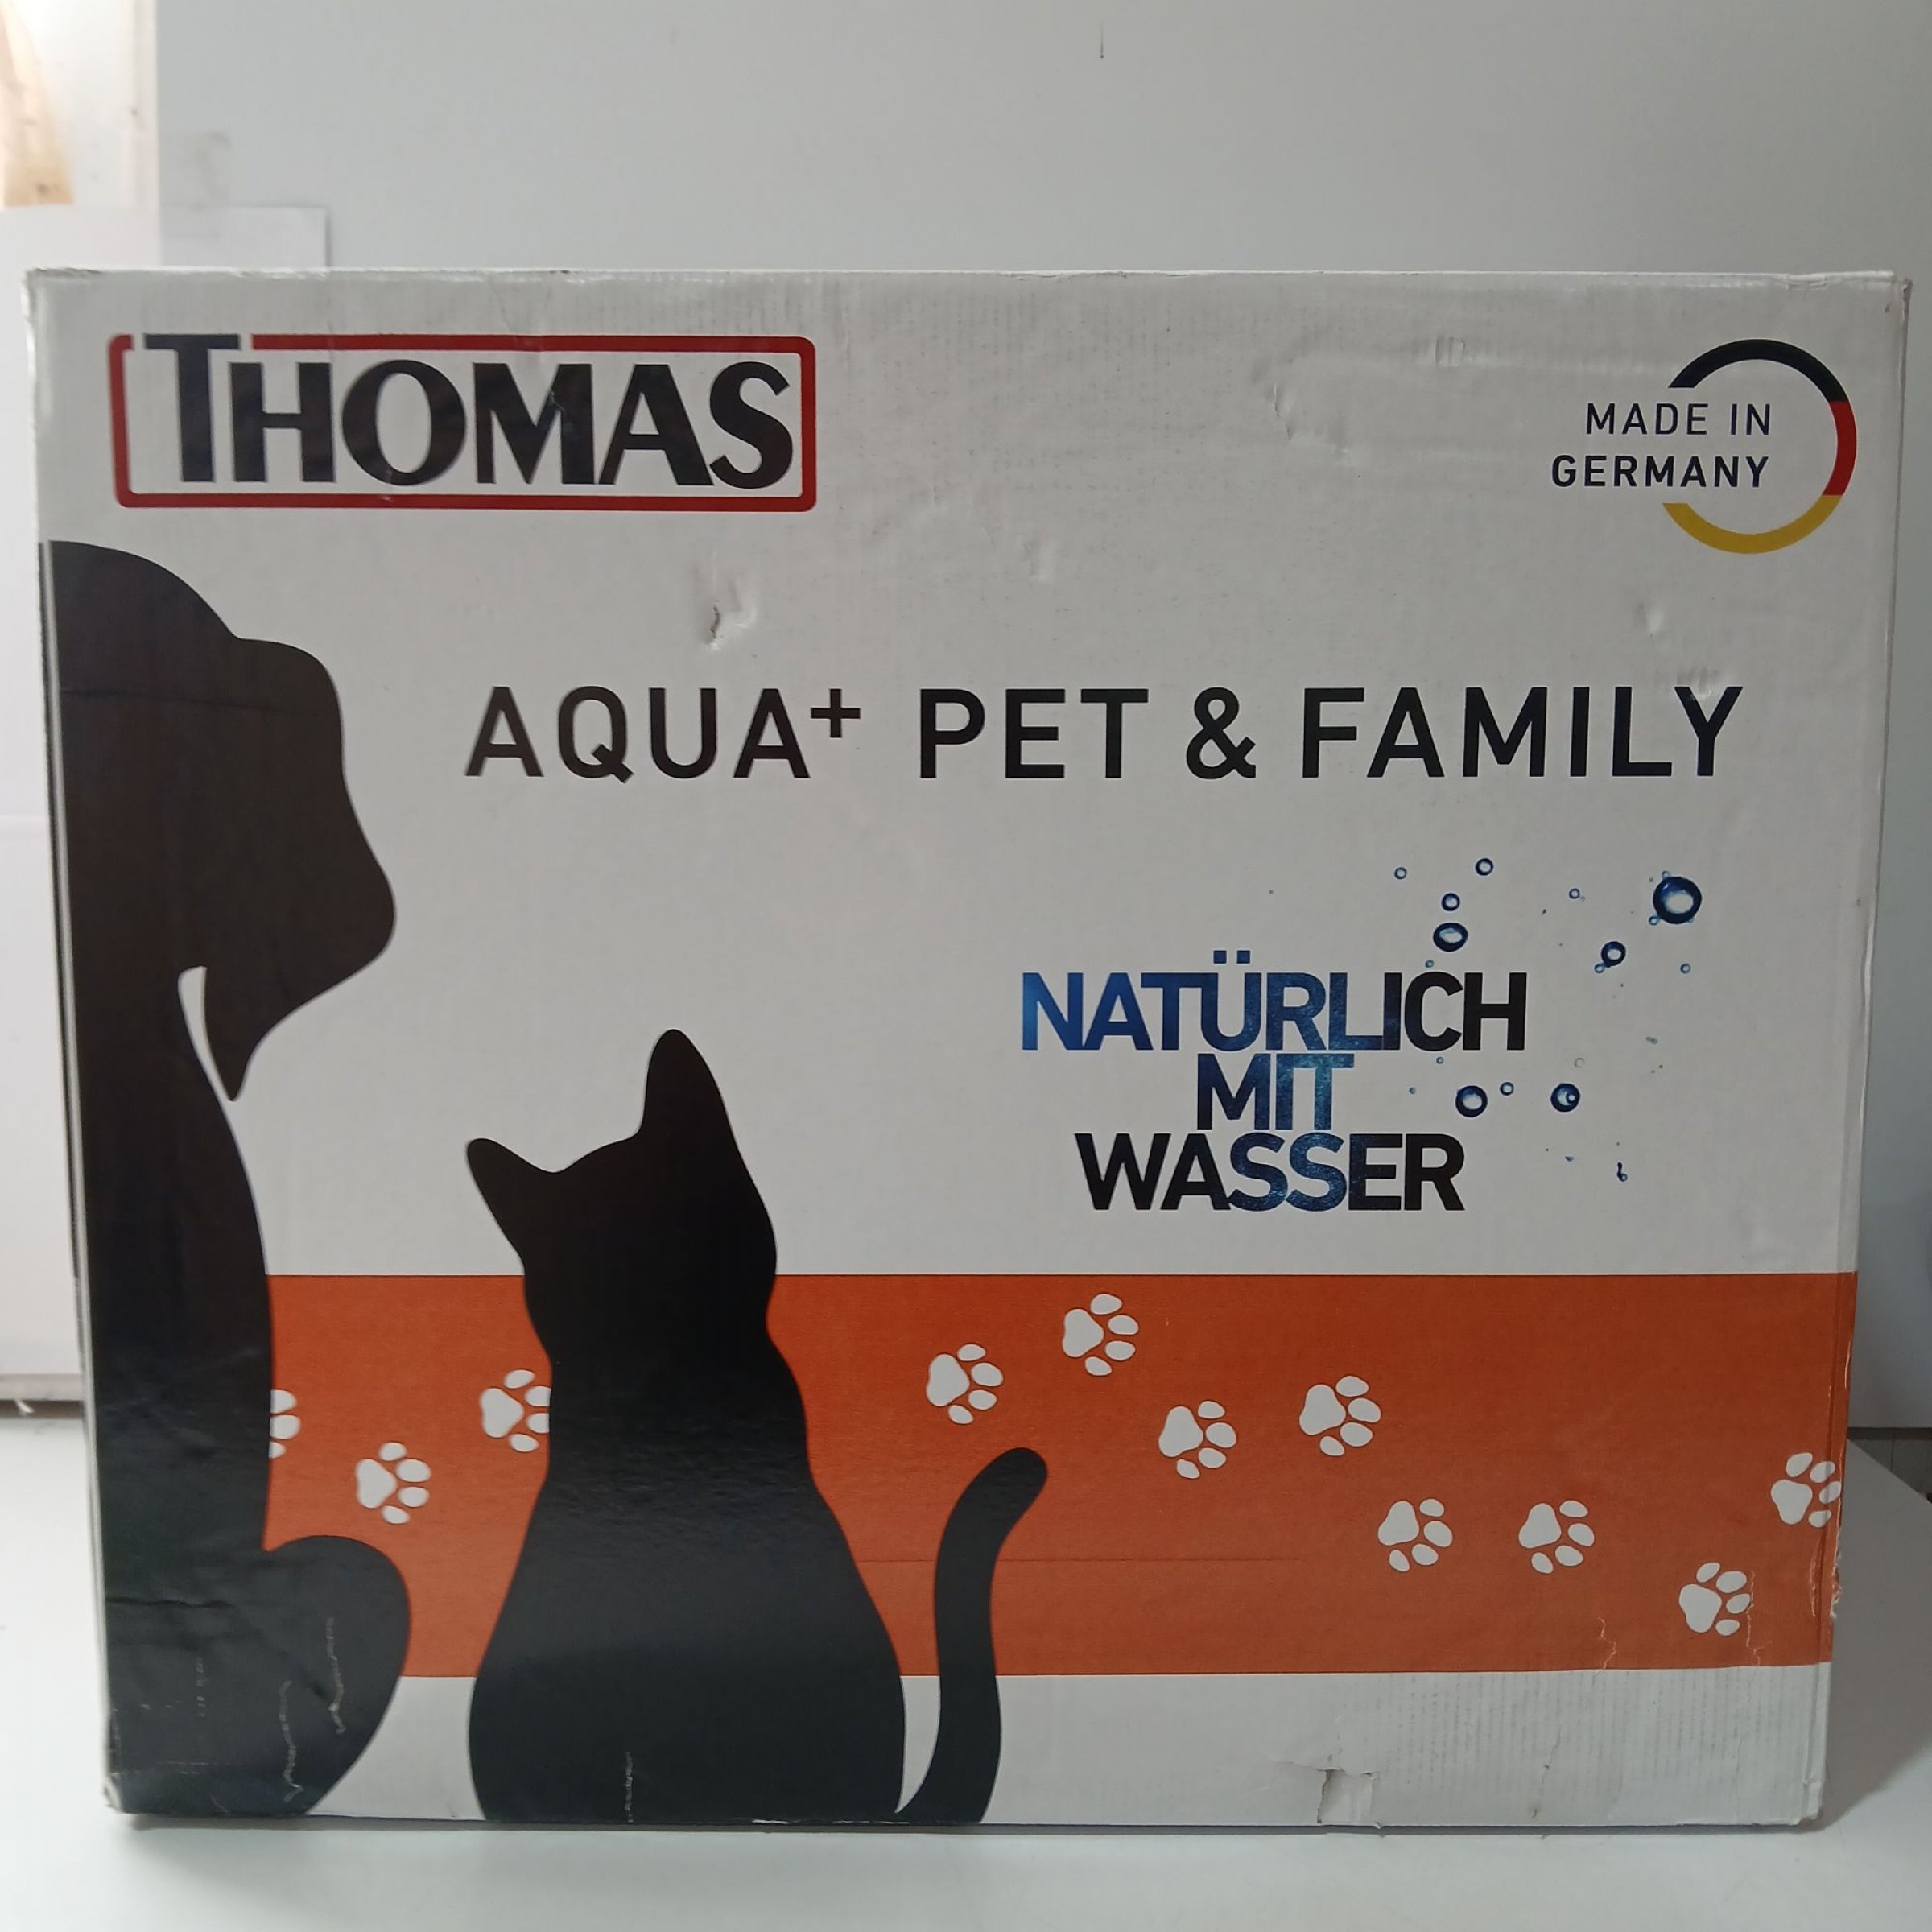 THOMAS
MADE IN
GERMANY
AQUA+ PET & FAMILY
NATÜRLICH
MIT
WASSER